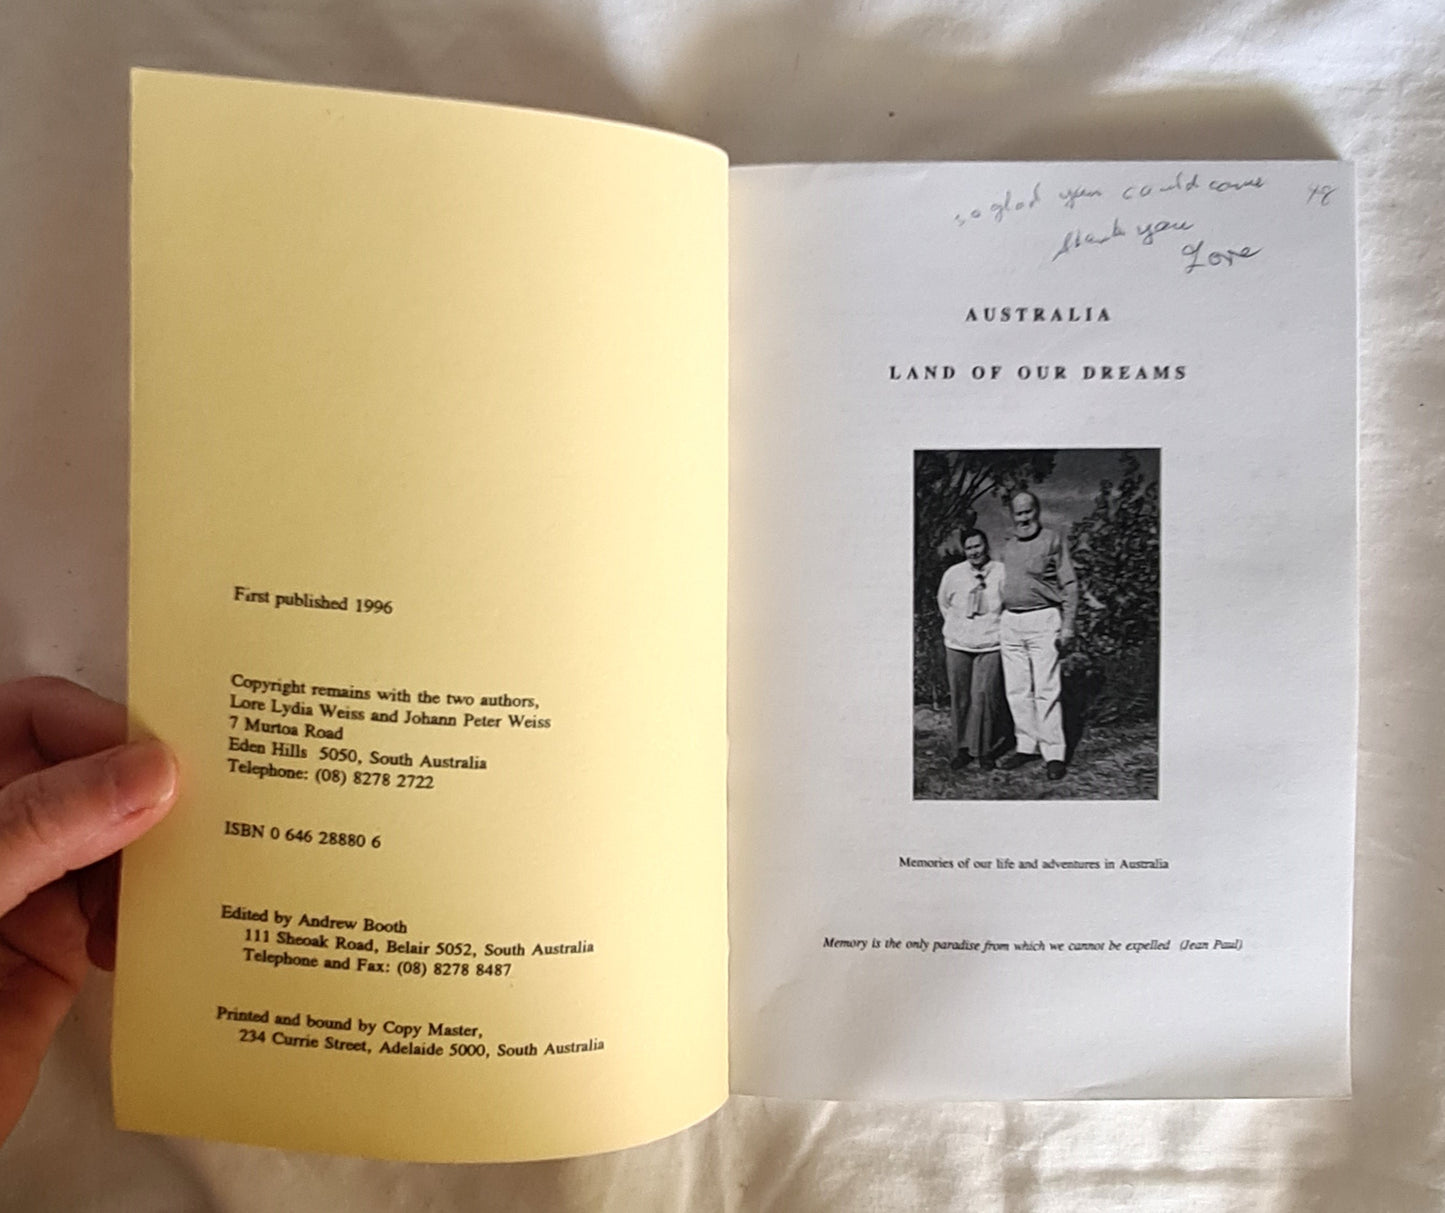 First published 1996
Copyright remains with the two authors,
Lore Lydia Weiss and Johann Peter Weiss
7 Murtoa Road
Eden Hills 5050, South Australia
Telephone: (08) 8278 2722
ISBN 0 646 28880 6
Edited by Andrew Booth
111 Sheoak Road, Belair 5052, South Australia
Telephone and Fax: (08) 8278 8487
Printed and bound by Copy Master,
234 Currie Street, Adelaide 5000, South Australia
so glad you could come
thank you
Lore
AUSTRALIA
LAND OF OUR DREAMS
Memories of our life and adventures in Australia
Memory is the only paradise from which we cannot be expelled (Jean Paul)